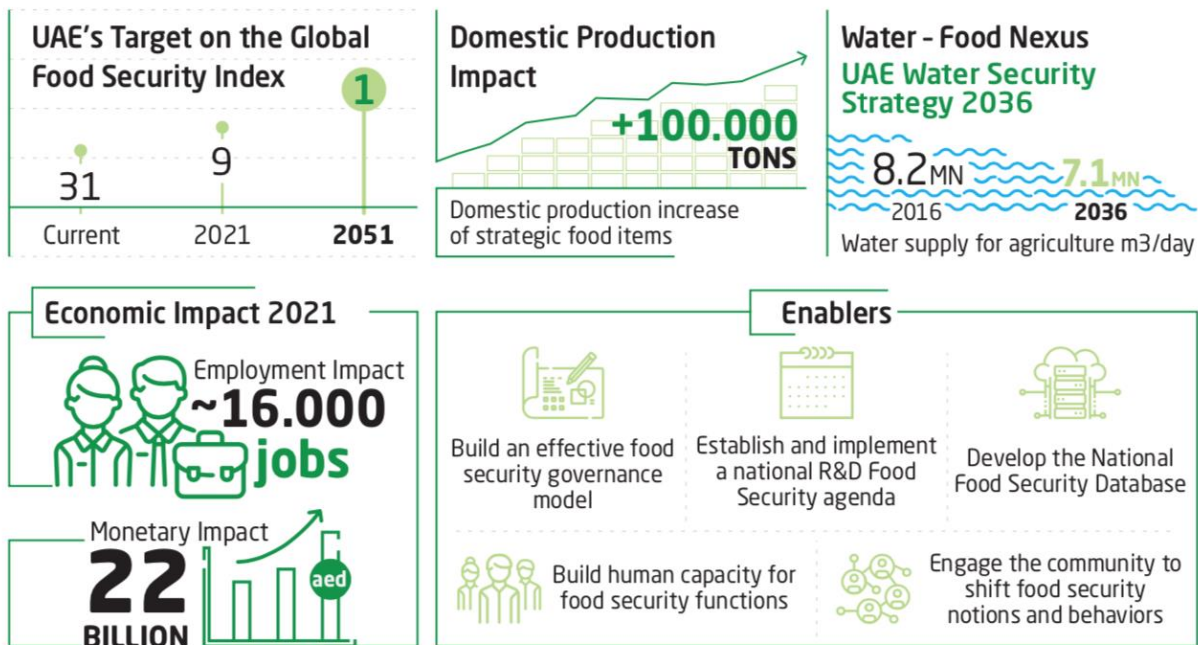 UAE's Target on the Global
Food Security Index
31
9
1
Current
2021
2051
Domestic Production
Impact
+100.000
TONS
Domestic production increase
of strategic food items
Water - Food Nexus
UAE Water Security
Strategy 2036
8.2MN
7.1MN
2016
2036
Water supply for agriculture m3/day
Economic Impact 2021
Employment Impact
~16.000
jobs
Monetary Impact
22
BILLION
aed
Enablers
Build an effective food
security governance
model
Establish and implement
a national R&D Food
Security agenda
Develop the National
Food Security Database
Build human capacity for
food security functions
Engage the community to
shift food security
notions and behaviors